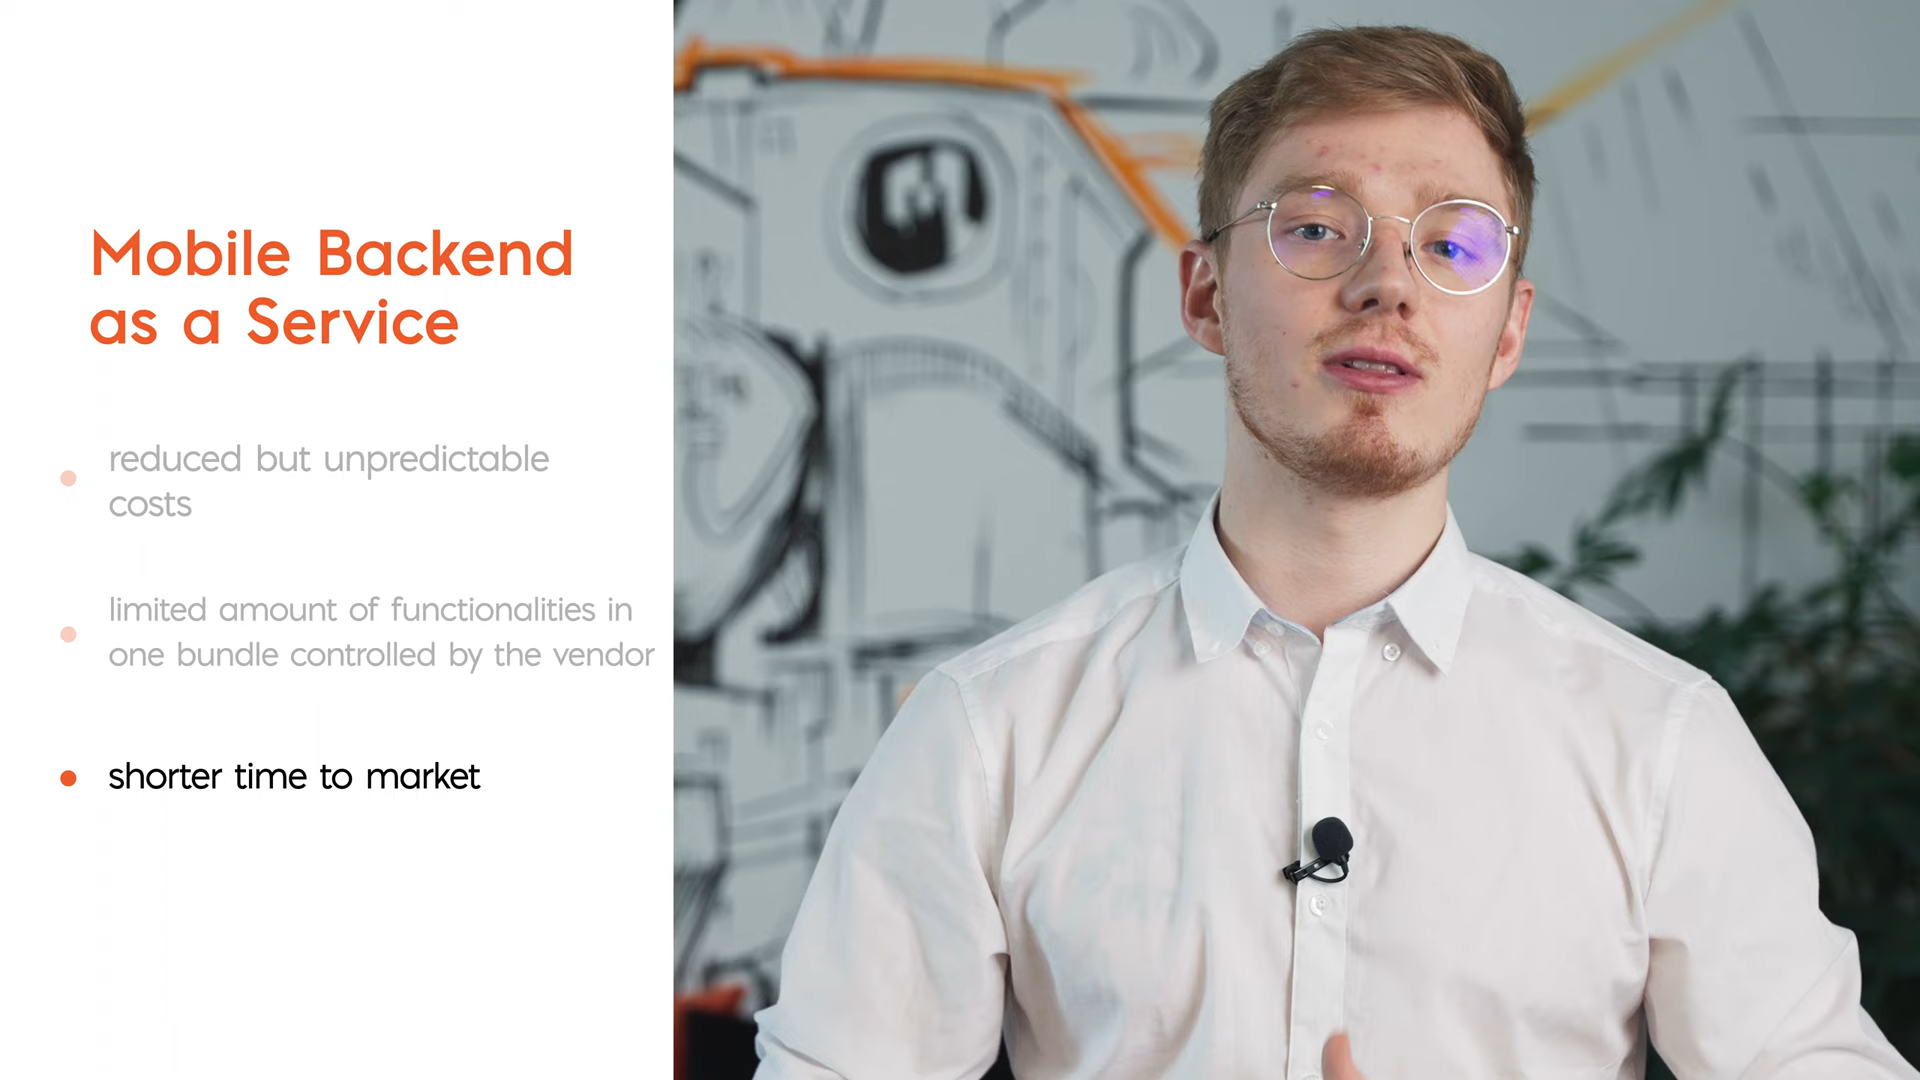 Mobile Backend
as a Service
reduced but unpredictable
costs
limited amount of functionalities in
one bundle controlled by the vendor
shorter time to market